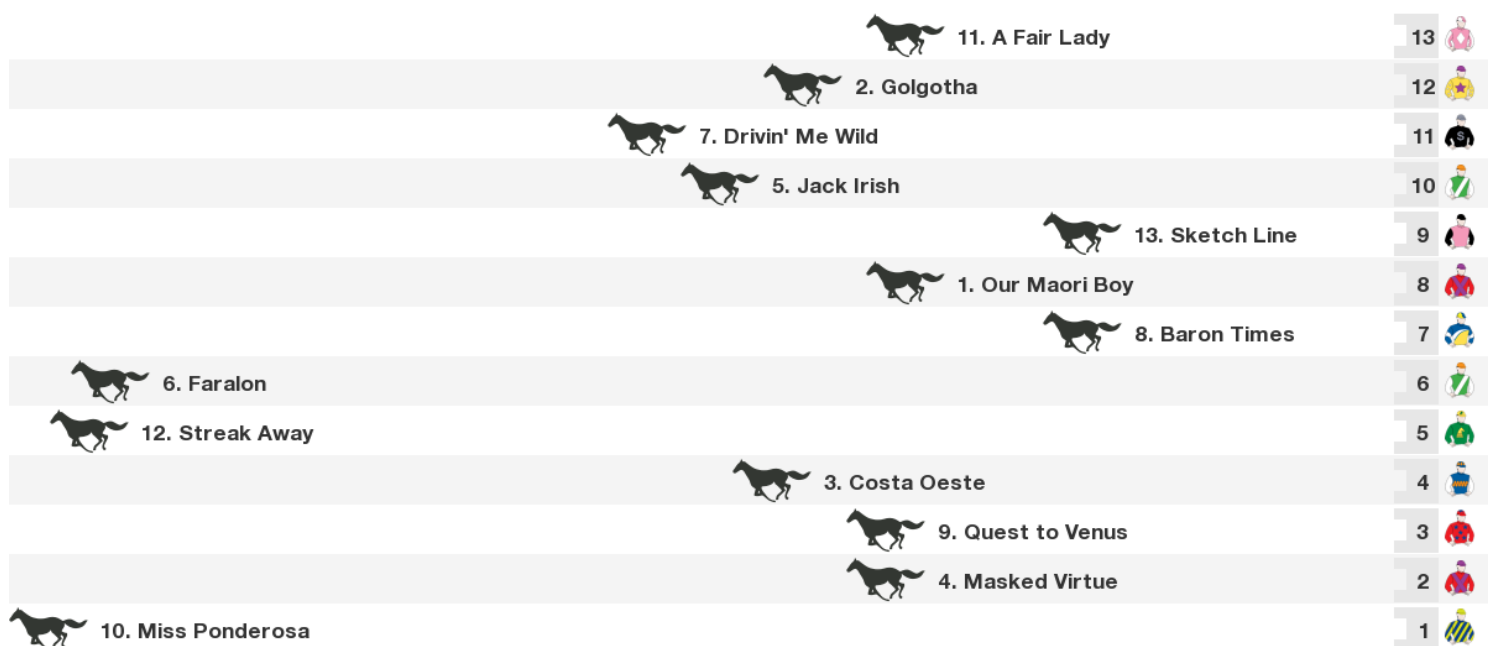 11. A Fair Lady 13
2. Golgotha 12
7. Drivin' Me Wild 11 S
5. Jack Irish 10
13. Sketch Line 9
1. Our Maori Boy 8
8. Baron Times 7
6. Faralon 6
12. Streak Away 5
3. Costa Oeste 4
9. Quest to Venus 3
4. Masked Virtue 2
10. Miss Ponderosa 1